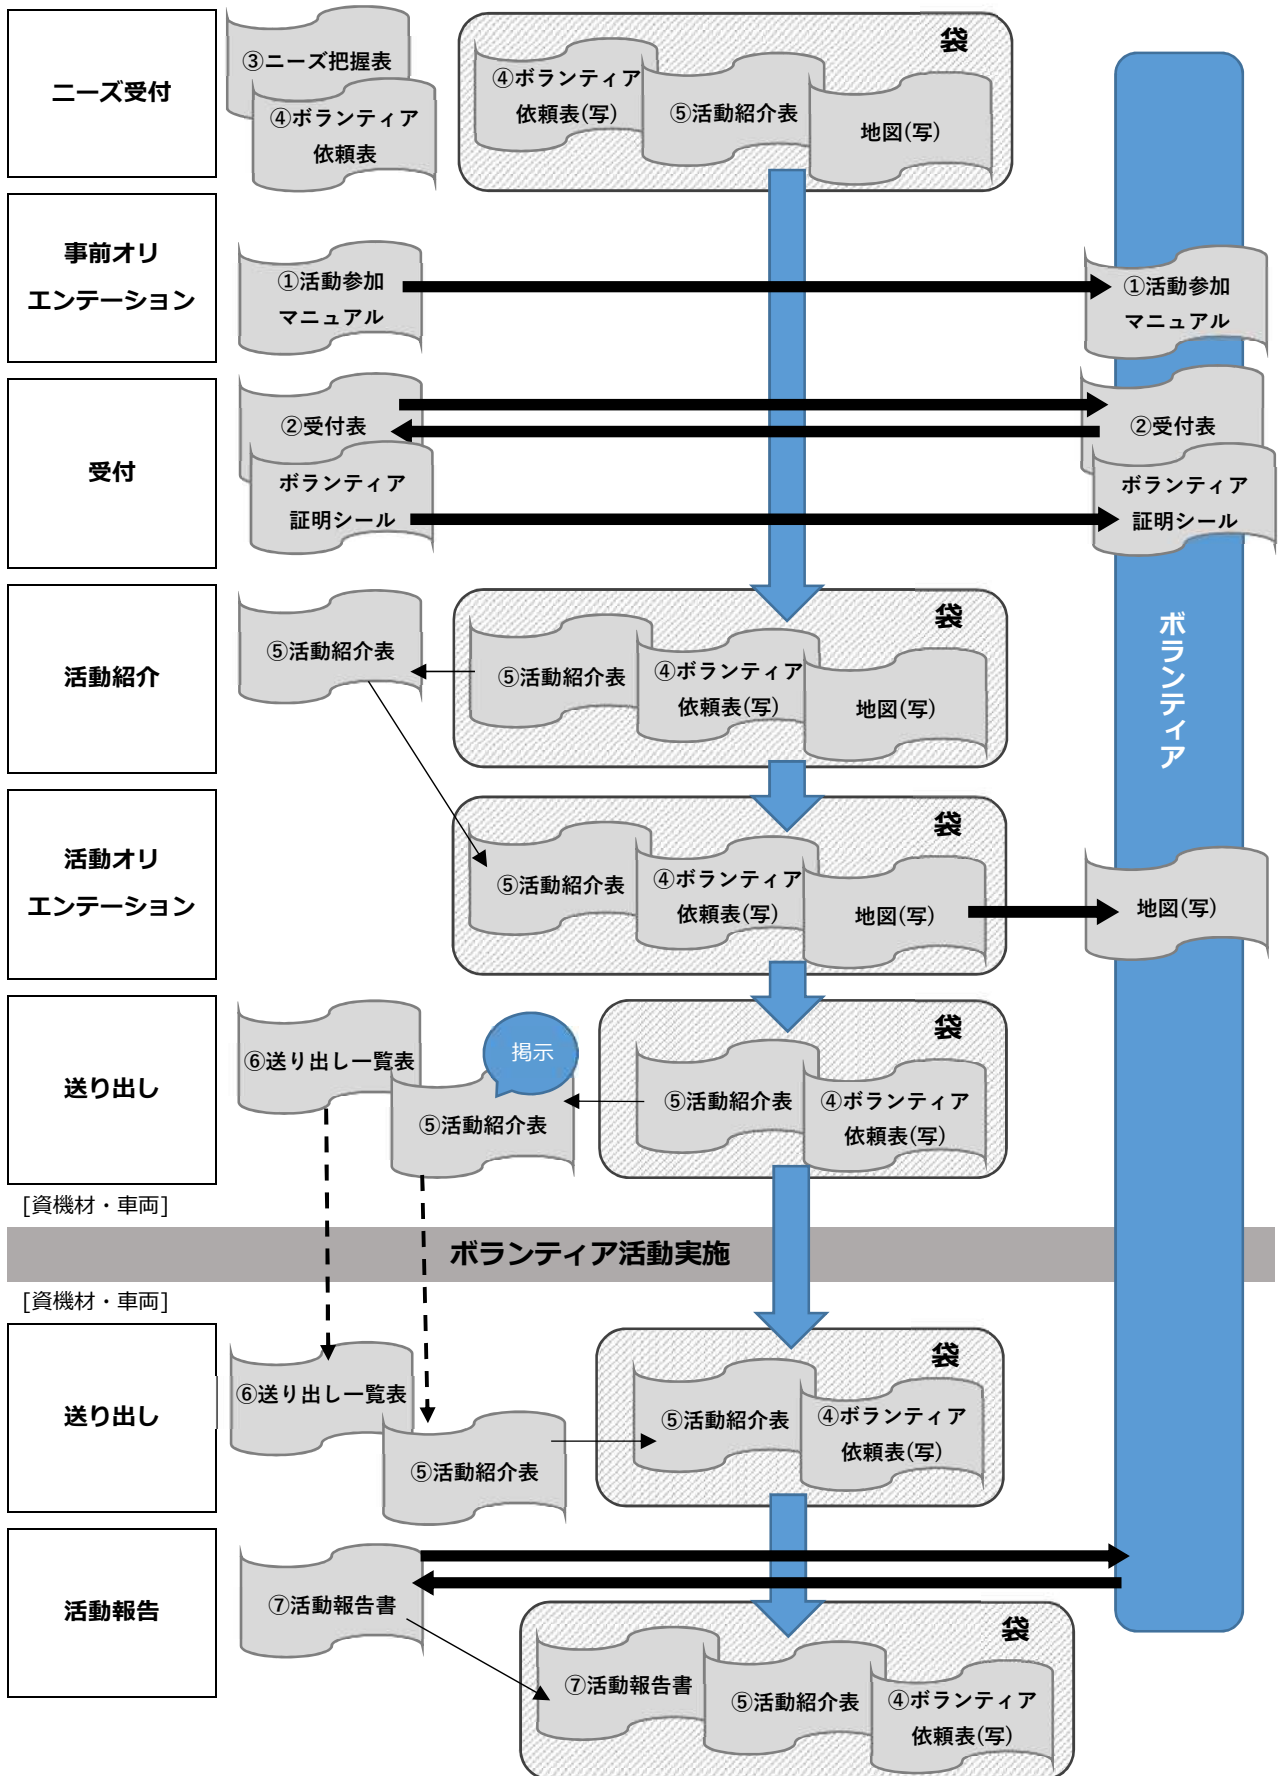 ニーズ受付
③ニーズ把握表
④ボランティア
依頼表
袋
④ボランティア
依頼表(写)
⑤活動紹介表
地図(写)
事前オリ
エンテーション
①活動参加
マニュアル
①活動参加
マニュアル
受付
②受付表
ボランティア
証明シール
②受付表
ボランティア
証明シール
ボランティア
活動紹介
⑤活動紹介表
袋
⑤活動紹介表
④ボランティア
依頼表(写)
地図(写)
活動オリ
エンテーション
袋
⑤活動紹介表
④ボランティア
依頼表(写)
地図(写)
地図(写)
送り出し
⑥送り出し一覧表
掲示
⑤活動紹介表
袋
⑤活動紹介表
④ボランティア
依頼表(写)
[資機材・車両]
ボランティア活動実施
[資機材・車両]
送り出し
⑥送り出し一覧表
⑤活動紹介表
袋
⑤活動紹介表
④ボランティア
依頼表(写)
活動報告
⑦活動報告書
袋
⑦活動報告書
⑤活動紹介表
④ボランティア
依頼表(写)